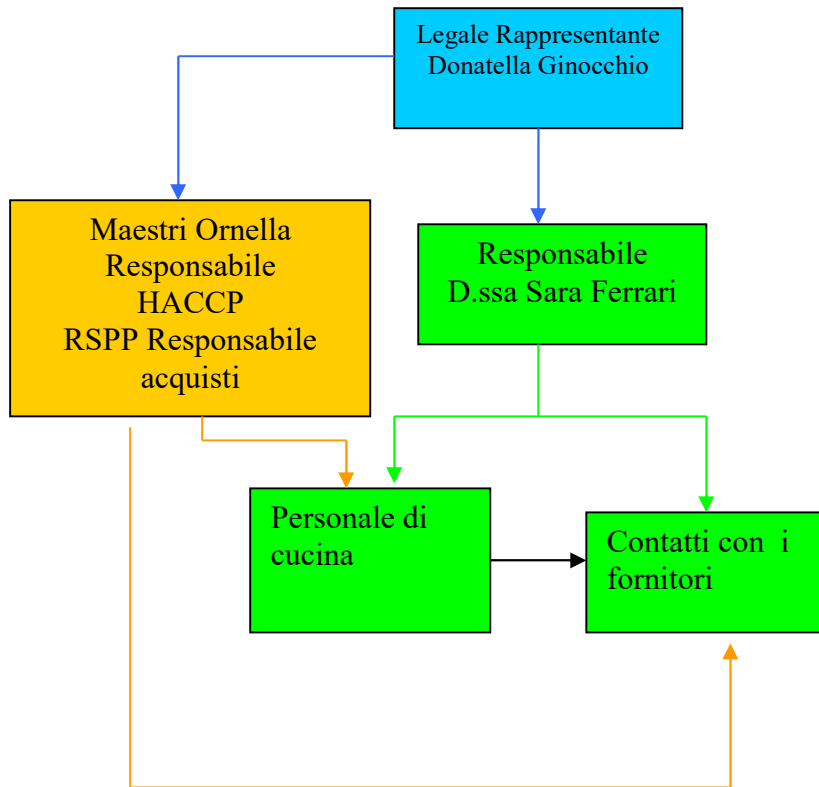 Legale Rappresentante
Donatella Ginocchio
Maestri Ornella
Responsabile
HACCP
RSPP Responsabile
acquisti
Responsabile
D.ssa Sara Ferrari
Personale di
cucina
Contatti con i
fornitori